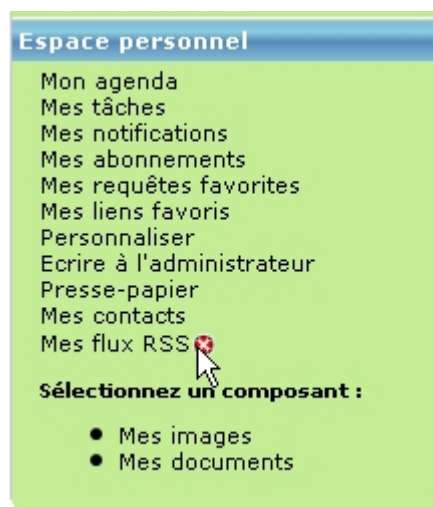 Espace personnel
Mon agenda
Mes tâches
Mes notifications
Mes abonnements
Mes requêtes favorites
Mes liens favoris
Personnaliser
Ecrire à l'administrateur
Presse-papier
Mes contacts
Mes flux RSS
Sélectionnez un composant :
Mes images
Mes documents